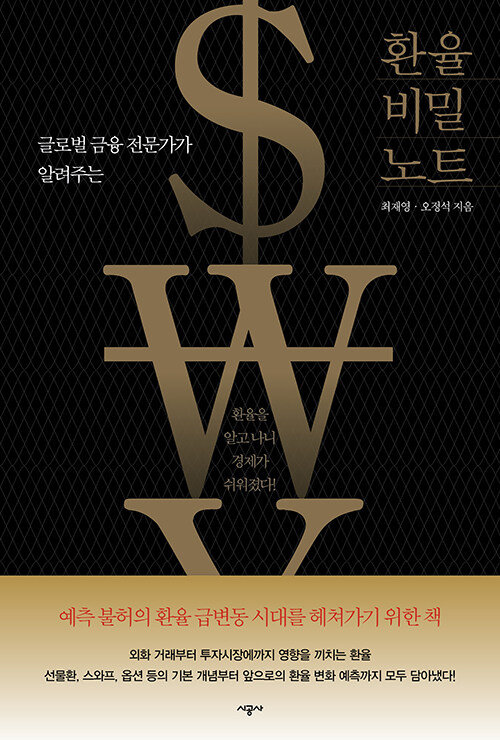 글로벌 금융 전문가가
알려주는
환율
비밀
노트
최재영 · 오정석 지음
$
₩
환율을
알고 나니
경제가
쉬워졌다!
예측 불허의 환율 급변동 시대를 헤쳐가기 위한 책
외화 거래부터 투자시장에까지 영향을 끼치는 환율
선물환, 스와프, 옵션 등의 기본 개념부터 앞으로의 환율 변화 예측까지 모두 담아냈다!
시공사